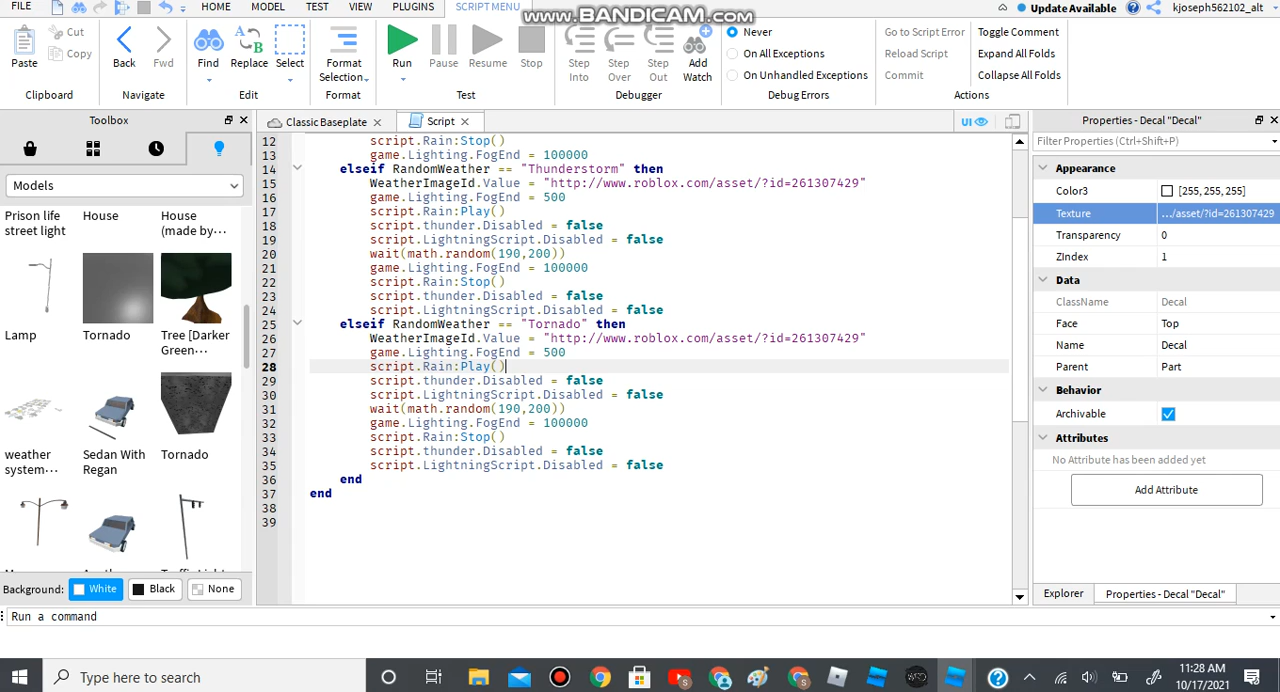 www.BANDICAM.com
FILE HOME MODEL TEST VIEW PLUGINS SCRIPT MENU Update Available kjoseph562102_alt
Paste Cut Copy
Clipboard
Back Fwd
Navigate
Find Replace Select
Edit
Format Selection
Format
Run Pause Resume Stop
Test
Step Into Step Over Step Out Add Watch
Debugger
Never
On All Exceptions
On Unhandled Exceptions
Debug Errors
Go to Script Error Toggle Comment
Reload Script Expand All Folds
Commit Collapse All Folds
Actions
Toolbox
Models
Prison life street light
House
House (made by⋯
Lamp
Tornado
Tree [Darker Green⋯
weather system⋯
Sedan With Regan
Tornado
Background: White Black None
Classic Baseplate Script UI
12 script.Rain:Stop()
13 game.Lighting.FogEnd = 100000
14 elseif RandomWeather == "Thunderstorm" then
15 WeatherImageId.Value = "http://www.roblox.com/asset/?id=261307429"
16 game.Lighting.FogEnd = 500
17 script.Rain:Play()
18 script.thunder.Disabled = false
19 script.LightningScript.Disabled = false
20 wait(math.random(190,200))
21 game.Lighting.FogEnd = 100000
22 script.Rain:Stop()
23 script.thunder.Disabled = false
24 script.LightningScript.Disabled = false
25 elseif RandomWeather == "Tornado" then
26 WeatherImageId.Value = "http://www.roblox.com/asset/?id=261307429"
27 game.Lighting.FogEnd = 500
28 script.Rain:Play()
29 script.thunder.Disabled = false
30 script.LightningScript.Disabled = false
31 wait(math.random(190,200))
32 game.Lighting.FogEnd = 100000
33 script.Rain:Stop()
34 script.thunder.Disabled = false
35 script.LightningScript.Disabled = false
36 end
37 end
38
39
Properties - Decal "Decal"
Filter Properties (Ctrl+Shift+P)
Appearance
Color3 [255, 255, 255]
Texture .../asset/?id=261307429
Transparency 0
ZIndex 1
Data
ClassName Decal
Face Top
Name Decal
Parent Part
Behavior
Archivable
Attributes
No Attribute has been added yet
Add Attribute
Explorer Properties - Decal "Decal"
Run a command
Type here to search
11:28 AM
10/17/2021